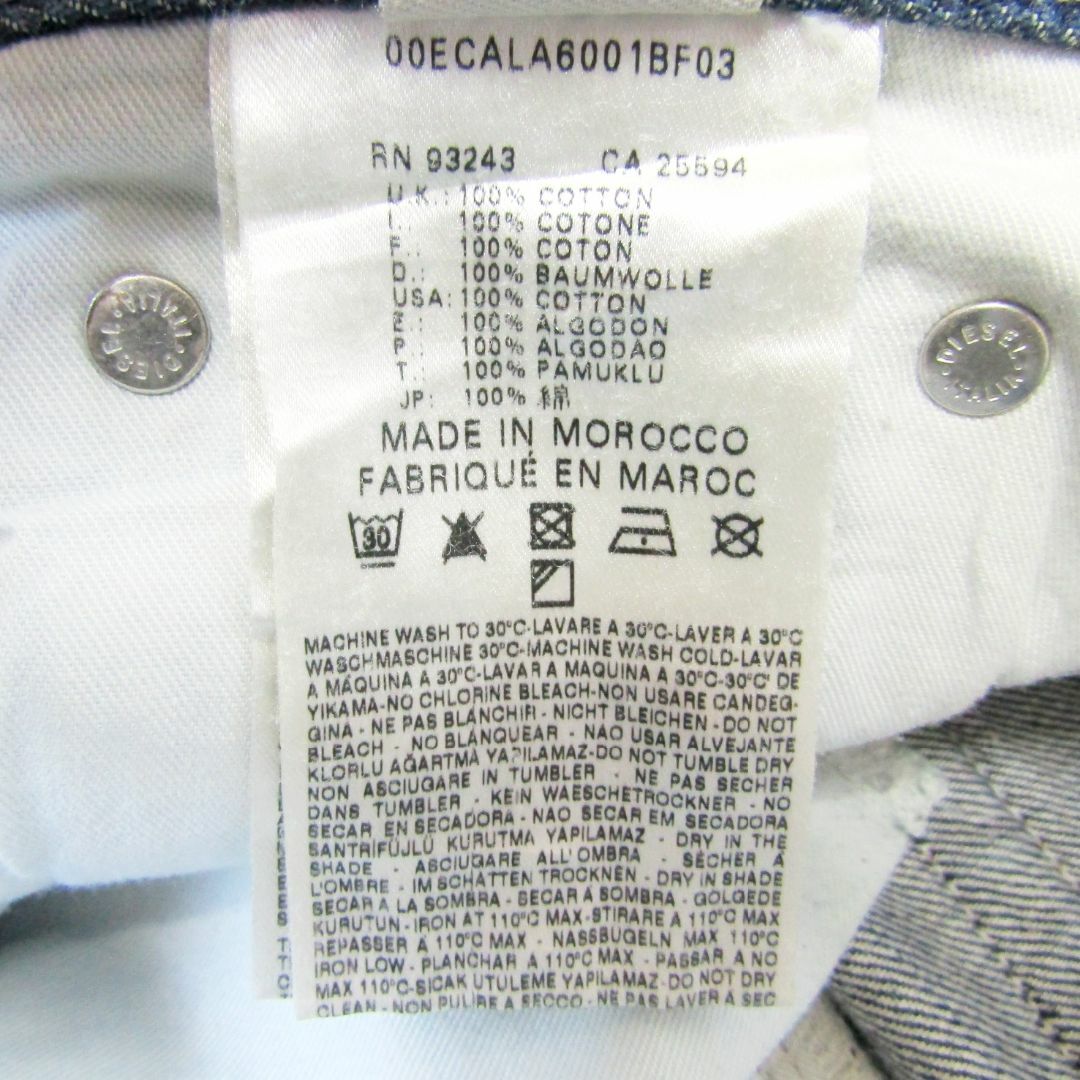 00ECALA6001BF03
RN 93243 CA 25594
U.K.: 100% COTTON
I.: 100% COTONE
F.: 100% COTON
D.: 100% BAUMWOLLE
USA: 100% COTTON
E.: 100% ALGODON
P.: 100% ALGODAO
T.: 100% PAMUKLU
JP: 100% 綿
MADE IN MOROCCO
FABRIQUÉ EN MAROC
30
MACHINE WASH TO 30°C-LAVARE A 30°C-LAVER A 30°C
WASCHMASCHINE 30°C-MACHINE WASH COLD-LAVAR
A MÁQUINA A 30°C-LAVAR A MAQUINA A 30°C-30°C' DE
YIKAMA-NO CHLORINE BLEACH-NON USARE CANDEG-
GINA - NE PAS BLANCHIR - NICHT BLEICHEN - DO NOT
BLEACH - NO BLANQUEAR - NÃO USAR ALVEJANTE
KLORLU AĞARTMA YAPILAMAZ-DO NOT TUMBLE DRY
NON ASCIUGARE IN TUMBLER - NE PAS SECHER
DANS TUMBLER - KEIN WAESCHETROCKNER - NO
SECAR EN SECADORA - NAO SECAR EM SECADORA
SANTRİFÜJLÜ KURUTMA YAPILAMAZ - DRY IN THE
SHADE - ASCIUGARE ALL'OMBRA - SÉCHER A
L'OMBRE - IM SCHATTEN TROCKNEN - DRY IN SHADE
SECAR A LA SOMBRA - SECAR A SOMBRA - GOLGEDE
KURUTUN - IRON AT 110°C MAX - STIRARE A 110°C MAX
REPASSER A 110°C MAX - NASSBUGELN MAX 110°C
IRON LOW - PLANCHAR A 110°C MAX - PASSAR A NO
MAX 110°C-SICAK UTULEME YAPILAMAZ-DO NOT DRY
CLEAN - NON PULIRE A SECCO - NE PAS LAVER A SEC
DIESEL
DIESEL